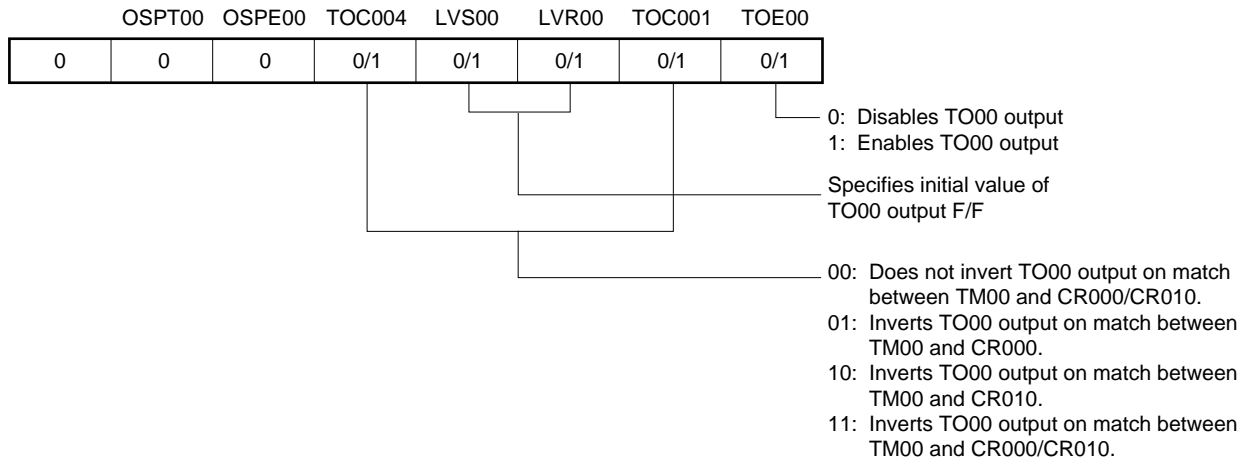 OSPT00 OSPE00 TOC004 LVS00 LVR00 TOC001 TOE00
0 0 0 0/1 0/1 0/1 0/1 0/1
0: Disables TO00 output
1: Enables TO00 output
Specifies initial value of
TO00 output F/F
00: Does not invert TO00 output on match
between TM00 and CR000/CR010.
01: Inverts TO00 output on match between
TM00 and CR000.
10: Inverts TO00 output on match between
TM00 and CR010.
11: Inverts TO00 output on match between
TM00 and CR000/CR010.